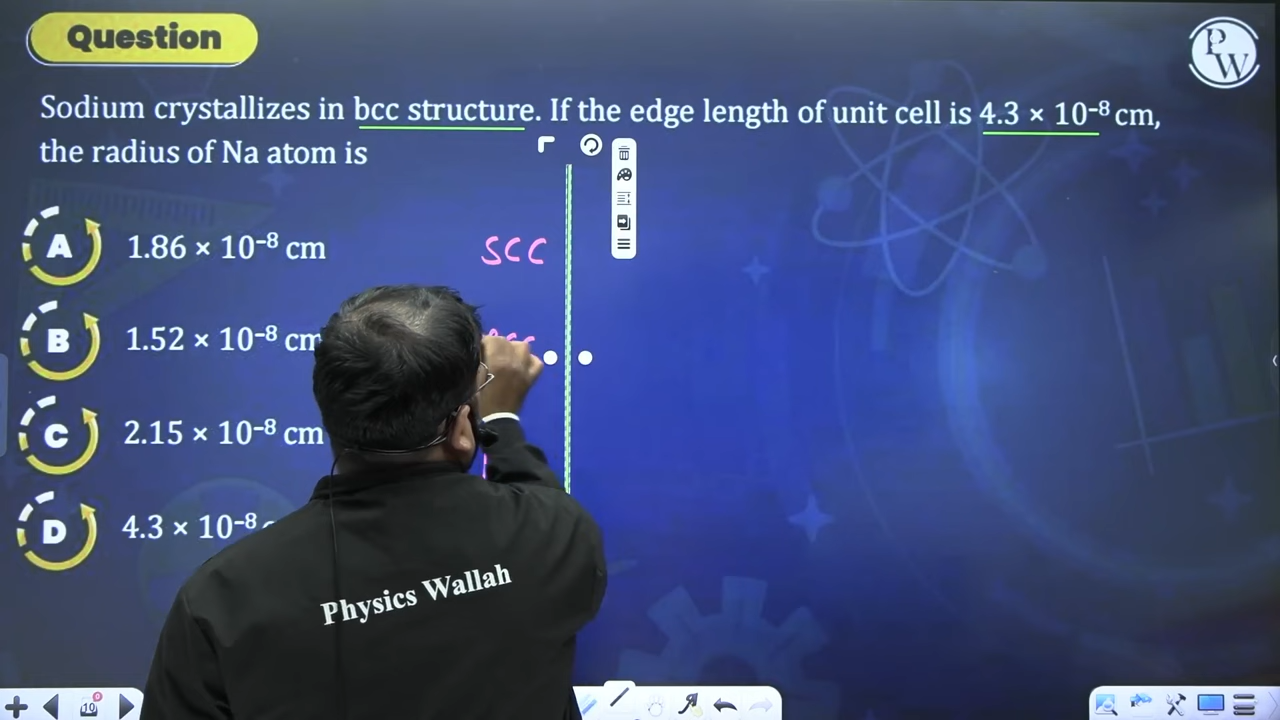 Question
PW
Sodium crystallizes in bcc structure. If the edge length of unit cell is 4.3 × 10⁻⁸ cm,
the radius of Na atom is
A 1.86 × 10⁻⁸ cm
SCC
B 1.52 × 10⁻⁸ cm
C 2.15 × 10⁻⁸ cm
D 4.3 × 10⁻⁸
Physics Wallah
10